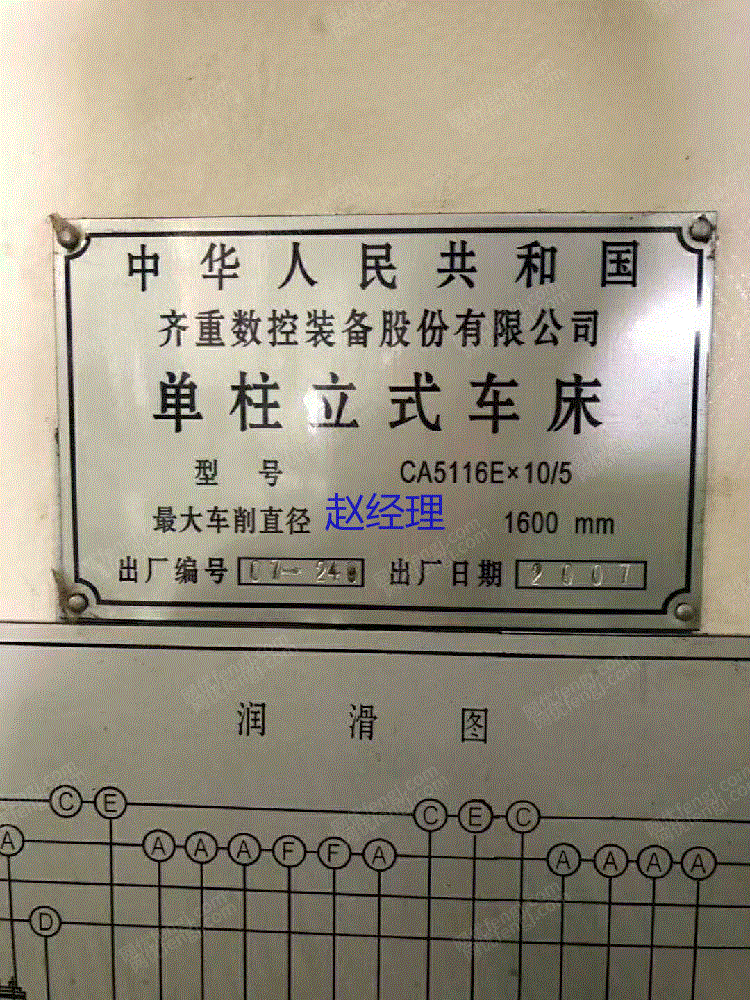 中华人民共和国
齐重数控装备股份有限公司
单柱立式车床
型号 CA5116E×10/5
最大车削直径 赵经理 1600 mm
出厂编号 出厂日期 2007
润滑图
C E C E C
A A A A F F A A A A A
D